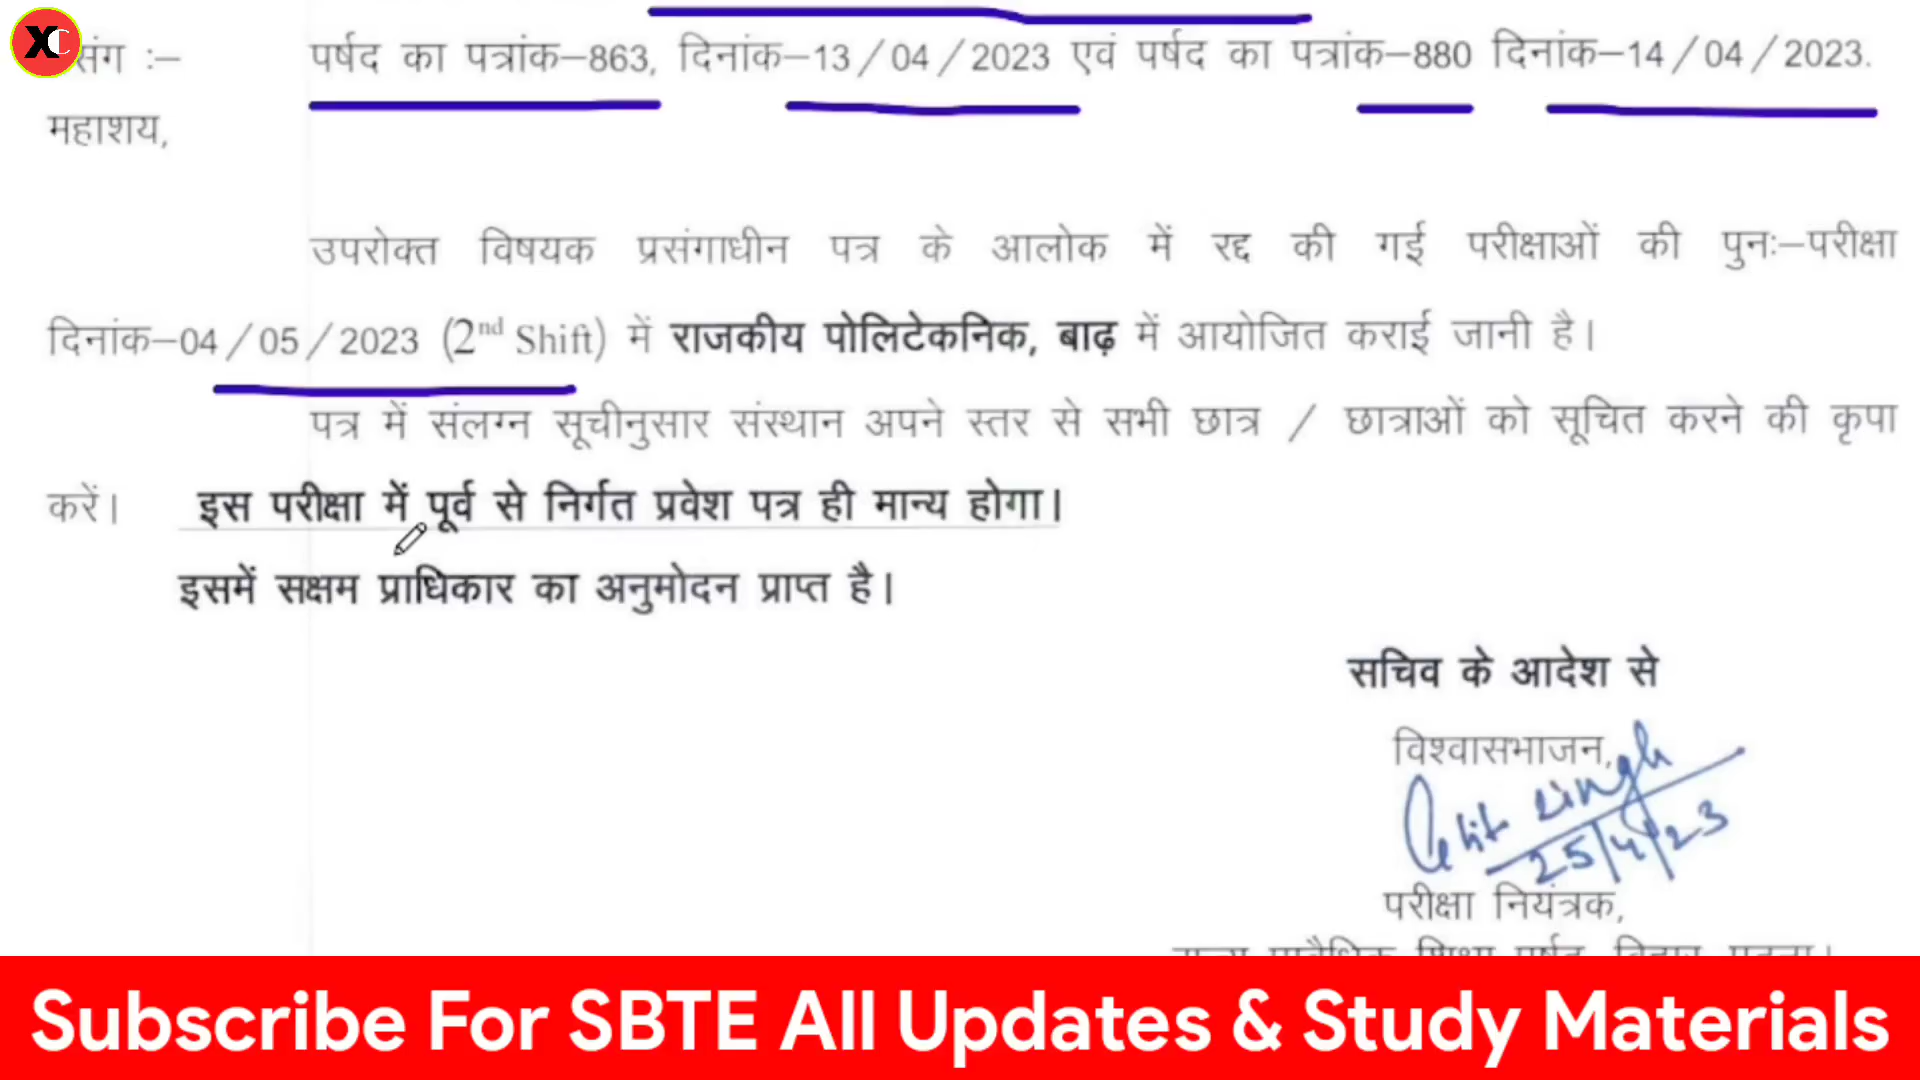 XC
संग :– पर्षद का पत्रांक–863, दिनांक–13/04/2023 एवं पर्षद का पत्रांक–880 दिनांक–14/04/2023.
महाशय,
उपरोक्त विषयक प्रसंगाधीन पत्र के आलोक में रद्द की गई परीक्षाओं की पुनः–परीक्षा
दिनांक–04/05/2023 (2nd Shift) में राजकीय पोलिटेकनिक, बाढ़ में आयोजित कराई जानी है।
पत्र में संलग्न सूचीनुसार संस्थान अपने स्तर से सभी छात्र / छात्राओं को सूचित करने की कृपा
करें। इस परीक्षा में पूर्व से निर्गत प्रवेश पत्र ही मान्य होगा।
इसमें सक्षम प्राधिकार का अनुमोदन प्राप्त है।
सचिव के आदेश से
विश्वासभाजन,
Singh
25/4/23
परीक्षा नियंत्रक,
Subscribe For SBTE All Updates & Study Materials